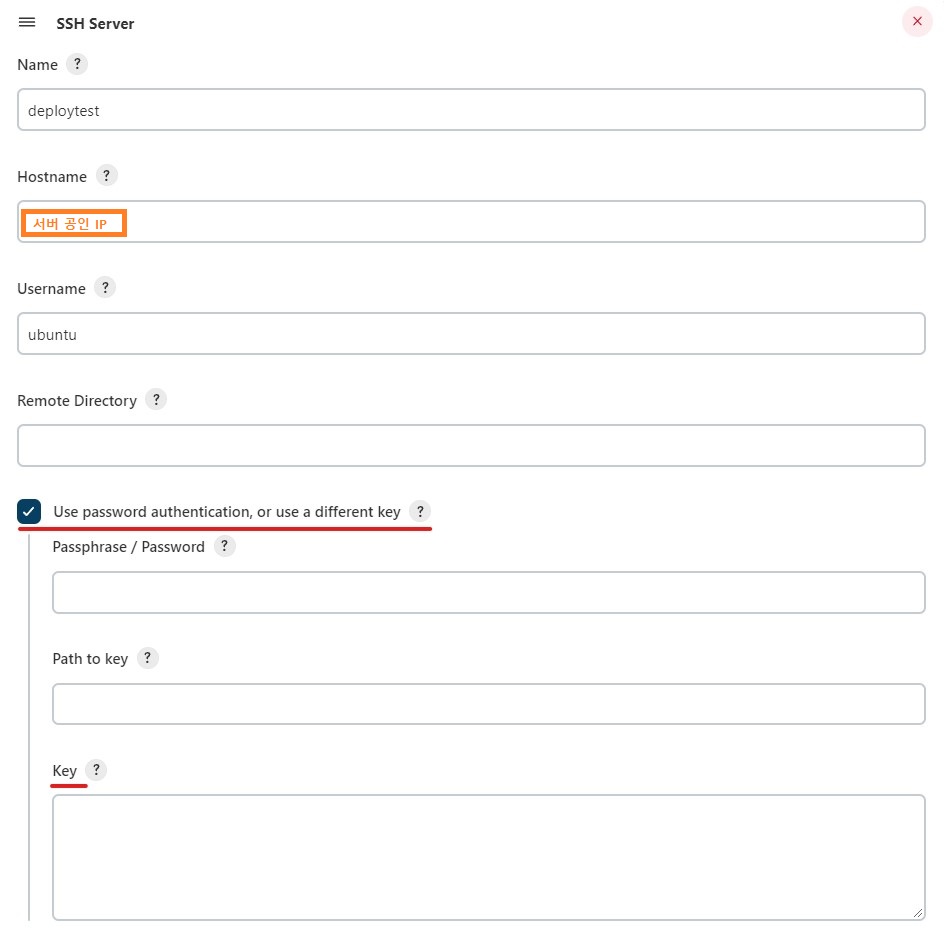 SSH Server
Name ?
deploytest
Hostname ?
서버 공인 IP
Username ?
ubuntu
Remote Directory ?
Use password authentication, or use a different key ?
Passphrase / Password ?
Path to key ?
Key ?